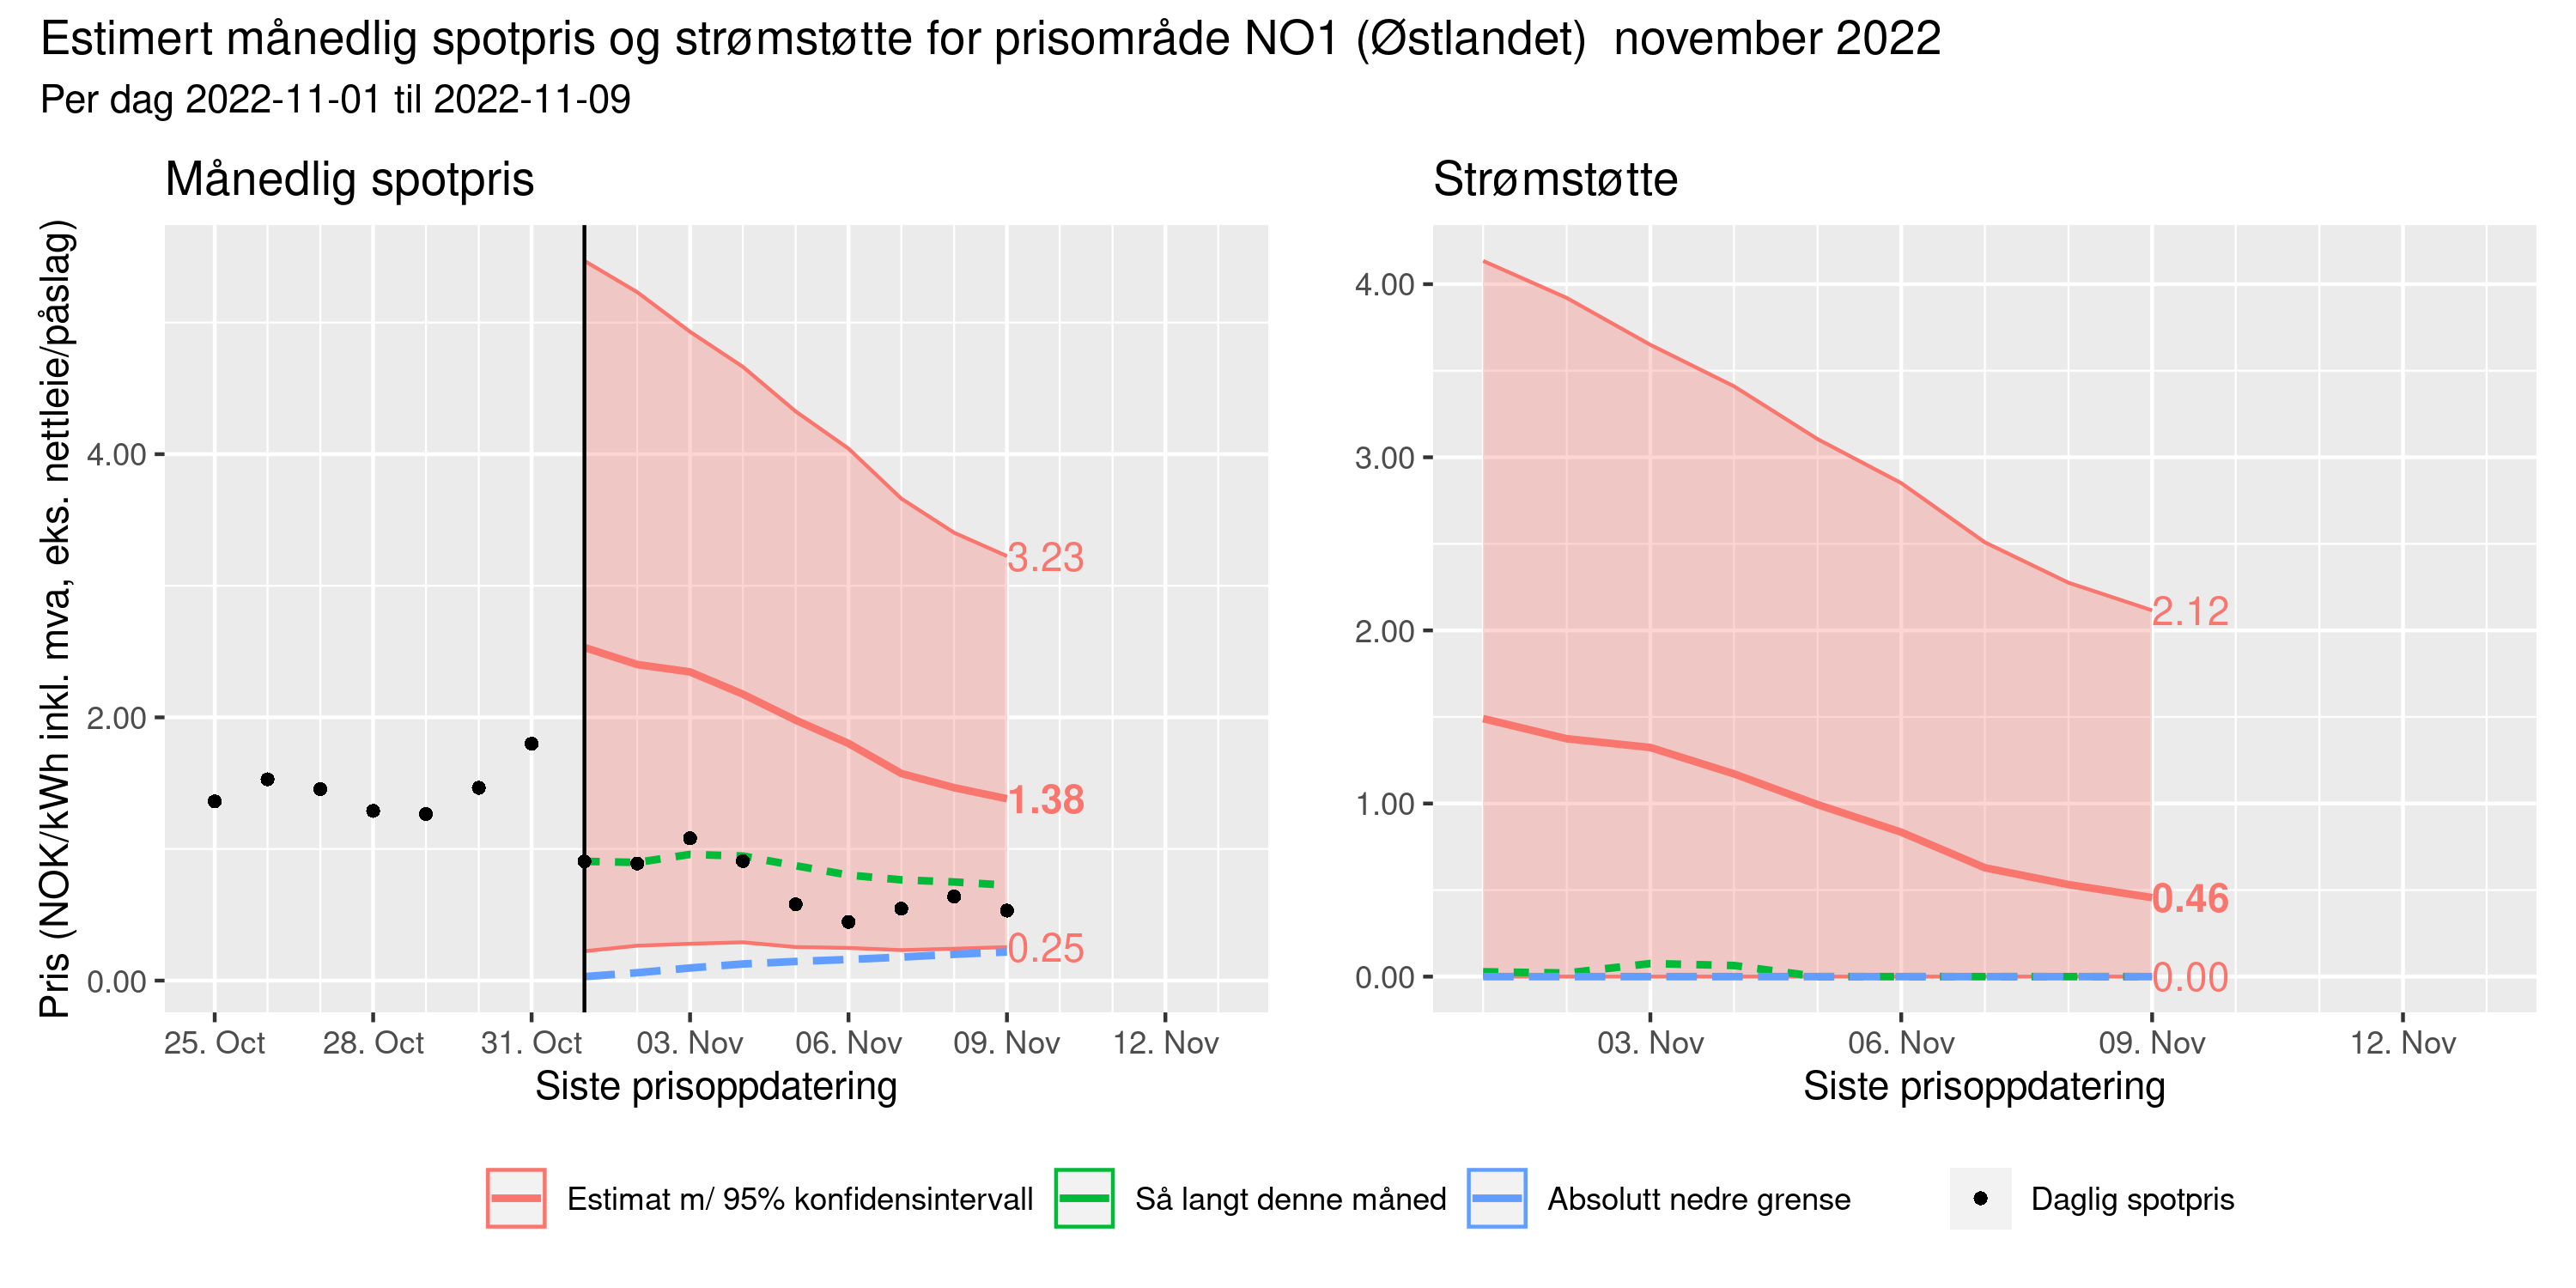 Estimert månedlig spotpris og strømstøtte for prisområde NO1 (Østlandet)  november 2022
Per dag 2022-11-01 til 2022-11-09
Månedlig spotpris
Pris (NOK/kWh inkl. mva, eks. nettleie/påslag)
4.00
2.00
0.00
3.23
1.38
0.25
25. Oct 28. Oct 31. Oct 03. Nov 06. Nov 09. Nov 12. Nov
Siste prisoppdatering
Strømstøtte
4.00
3.00
2.00
1.00
0.00
2.12
0.46
0.00
03. Nov 06. Nov 09. Nov 12. Nov
Siste prisoppdatering
Estimat m/ 95% konfidensintervall Så langt denne måned Absolutt nedre grense Daglig spotpris